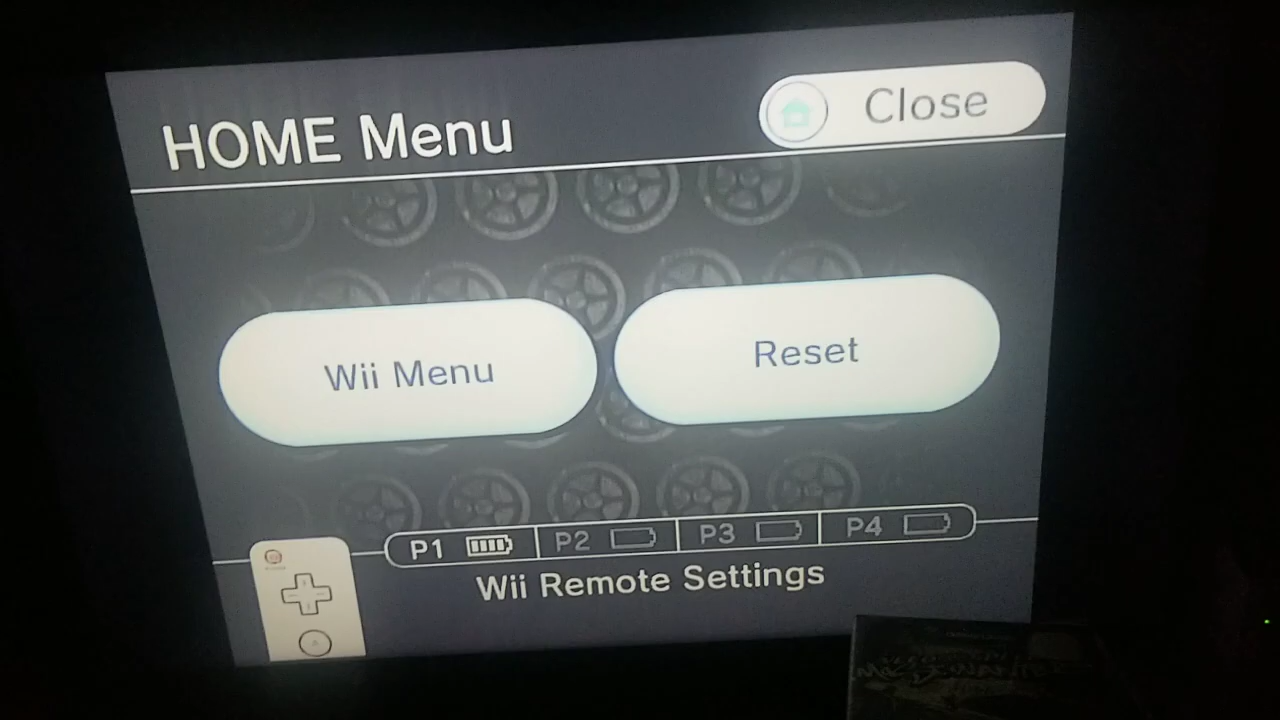 HOME Menu
Close
Wii Menu
Reset
P1
P2
P3
P4
Wii Remote Settings